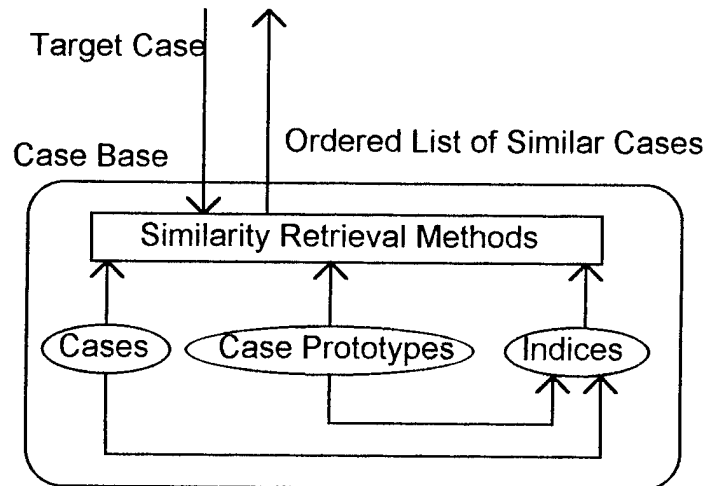 Target Case
Ordered List of Similar Cases
Case Base
Similarity Retrieval Methods
Cases
Case Prototypes
Indices